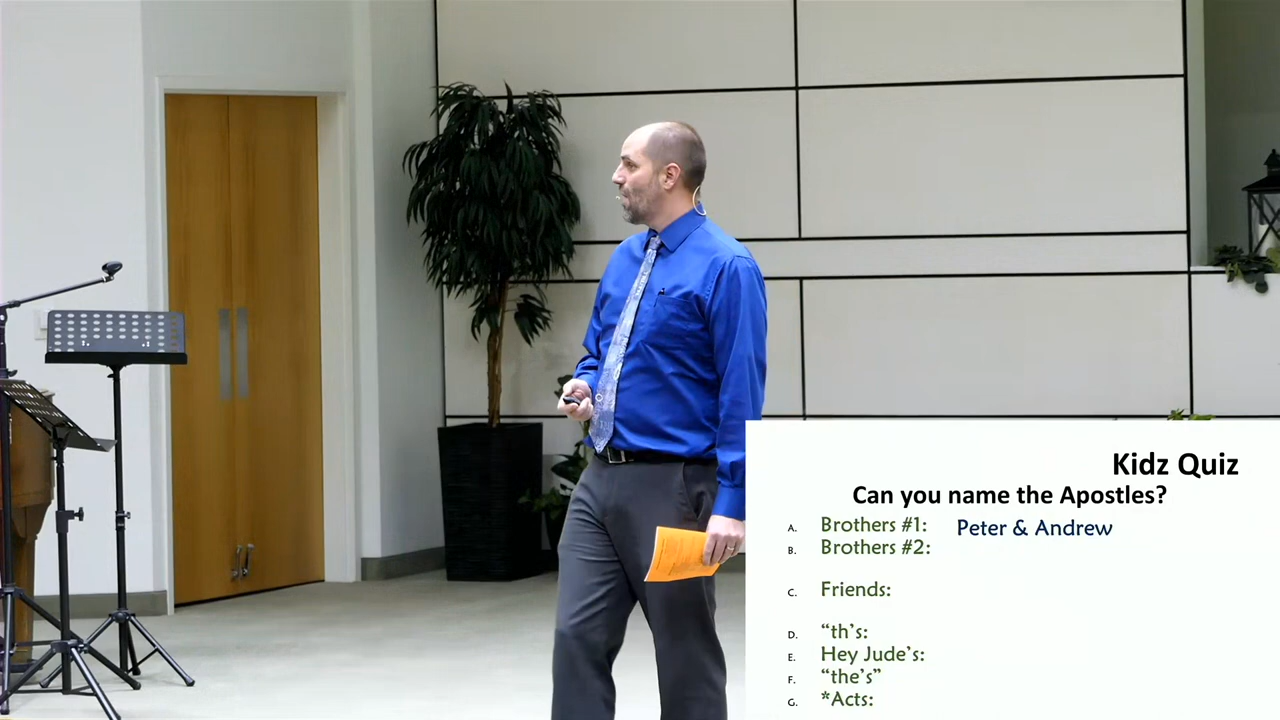 Kidz Quiz
Can you name the Apostles?
A. Brothers #1: Peter & Andrew
B. Brothers #2:
C. Friends:
D. “th’s:
E. Hey Jude’s:
F. “the’s”
G. *Acts: